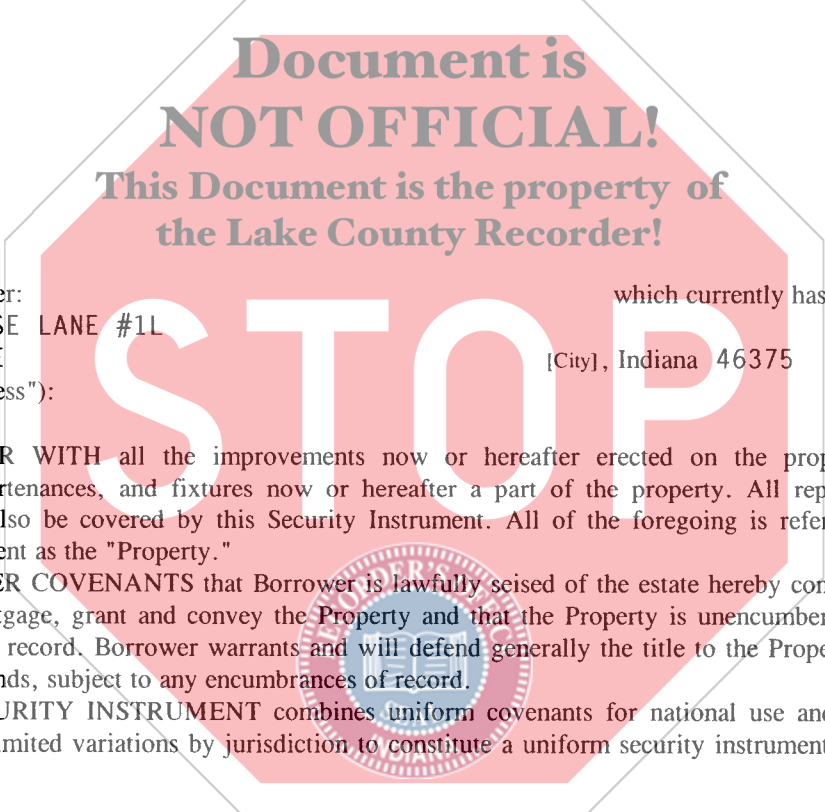 Document is
NOT OFFICIAL!
This Document is the property of
the Lake County Recorder!
er: which currently has
SE LANE #1L
[City], Indiana 46375
ess"):
STOP
R WITH all the improvements now or hereafter erected on the prop
rtenances, and fixtures now or hereafter a part of the property. All rep
lso be covered by this Security Instrument. All of the foregoing is refer
ent as the "Property."
ER COVENANTS that Borrower is lawfully seised of the estate hereby con
tgage, grant and convey the Property and that the Property is unencumber
record. Borrower warrants and will defend generally the title to the Prope
nds, subject to any encumbrances of record.
URITY INSTRUMENT combines uniform covenants for national use and
imited variations by jurisdiction to constitute a uniform security instrument
RECORDER'S OFFICE
SEAL
INDIANA